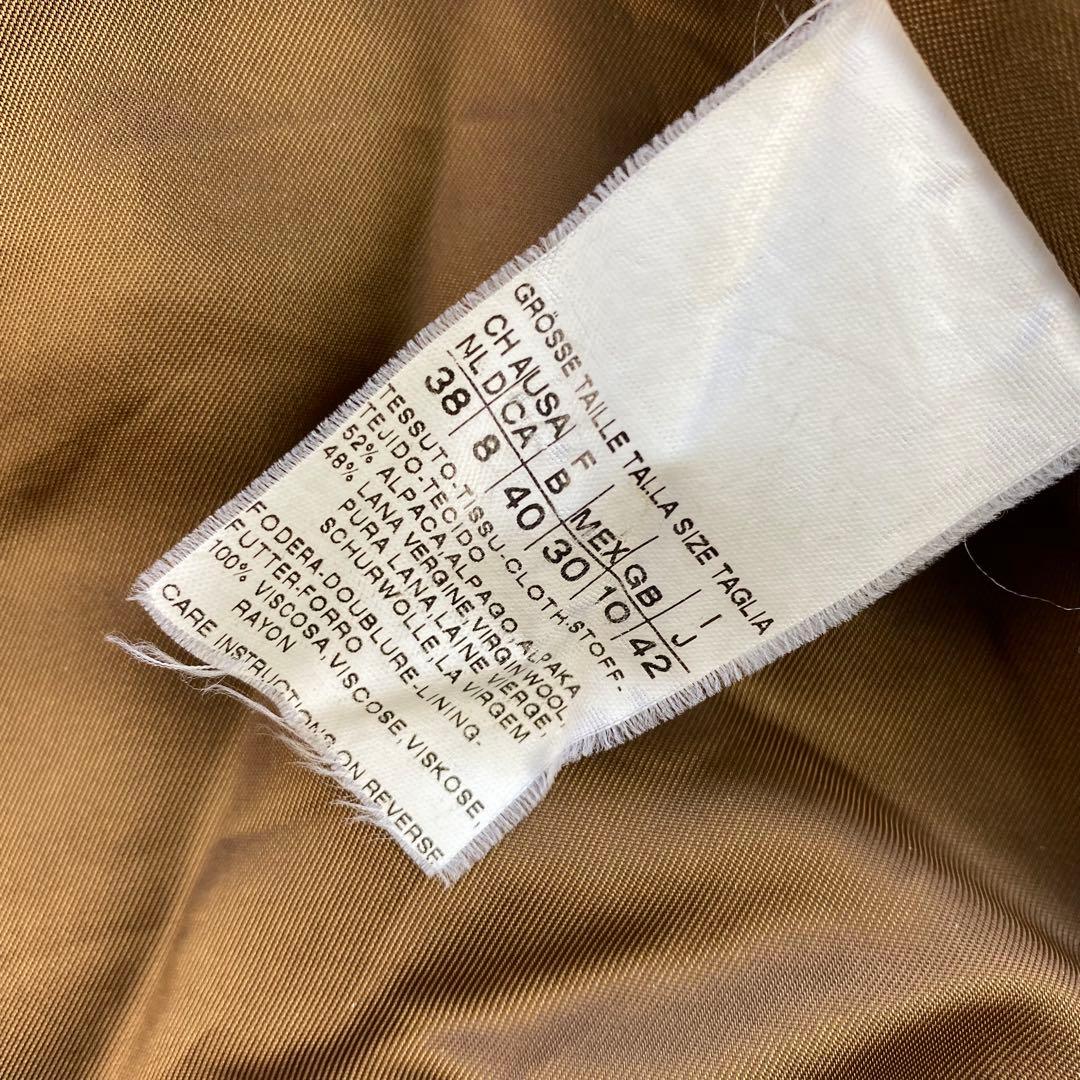 GRÖSSE TAILLE TALLA SIZE TAGLIA
CH A USA F MEX GB I
NL D CA B J
38 8 40 30 10 42
TESSUTO-TISSU-CLOTH-STOFF-
TEJIDO-TECIDO
52% ALPACA,ALPAGO,ALPAKA
48% LANA VERGINE,VIRGIN WOOL,
PURA LANA,LAINE VIERGE,
SCHURWOLLE,LA VIRGEM
FODERA-DOUBLURE-LINING-
FUTTER-FORRO
100% VISCOSA,VISCOSE,VISKOSE,
RAYON
CARE INSTRUCTIONS ON REVERSE